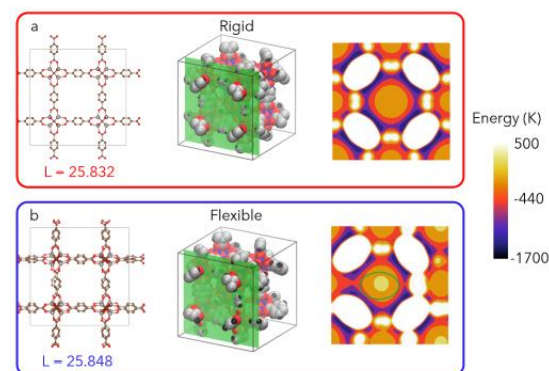 a
Rigid
L = 25.832
b
Flexible
L = 25.848
Energy (K)
500
-440
-1700